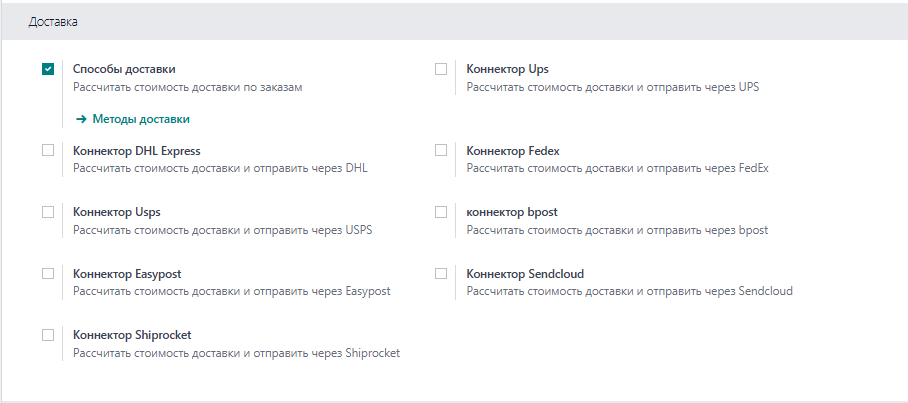 Доставка
Способы доставки
Рассчитать стоимость доставки по заказам
→ Методы доставки
Коннектор Ups
Рассчитать стоимость доставки и отправить через UPS
Коннектор DHL Express
Рассчитать стоимость доставки и отправить через DHL
Коннектор Fedex
Рассчитать стоимость доставки и отправить через FedEx
Коннектор Usps
Рассчитать стоимость доставки и отправить через USPS
коннектор bpost
Рассчитать стоимость доставки и отправить через bpost
Коннектор Easypost
Рассчитать стоимость доставки и отправить через Easypost
Коннектор Sendcloud
Рассчитать стоимость доставки и отправить через Sendcloud
Коннектор Shiprocket
Рассчитать стоимость доставки и отправить через Shiprocket